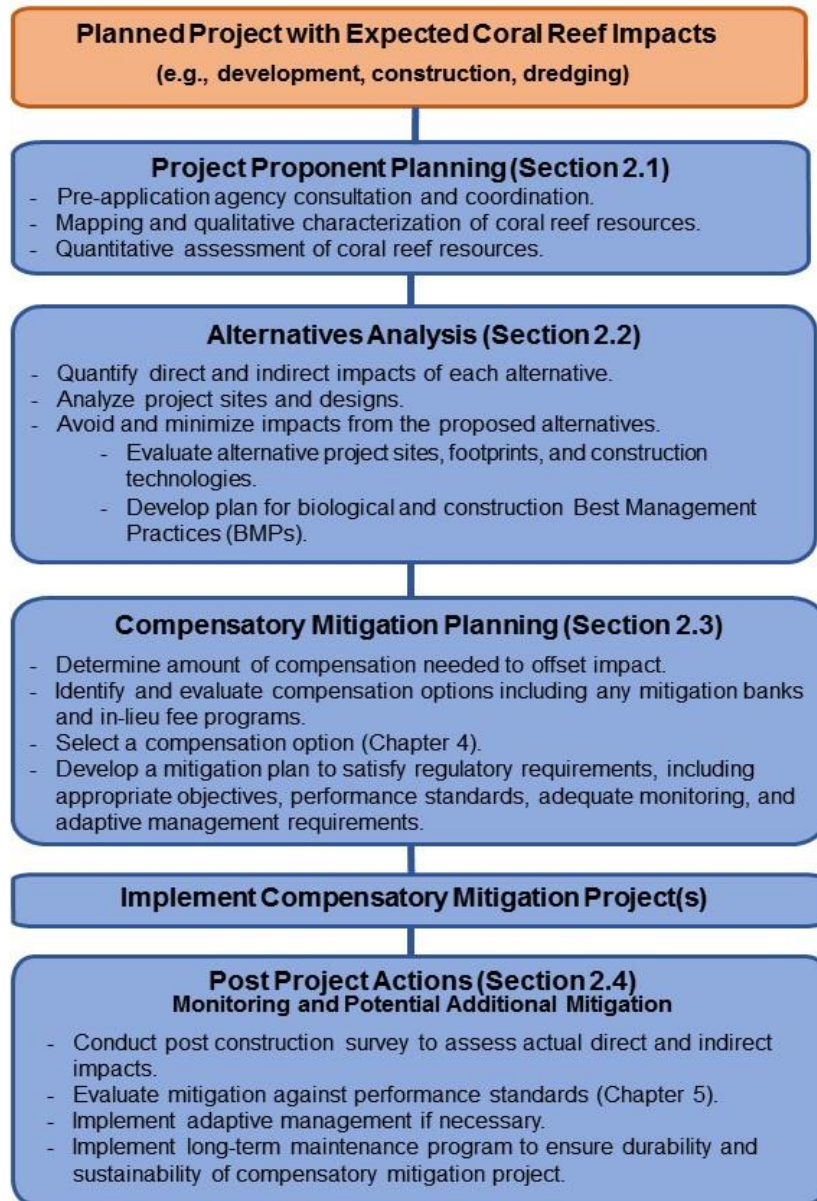 Planned Project with Expected Coral Reef Impacts
(e.g., development, construction, dredging)
Project Proponent Planning (Section 2.1)
- Pre-application agency consultation and coordination.
- Mapping and qualitative characterization of coral reef resources.
- Quantitative assessment of coral reef resources.
Alternatives Analysis (Section 2.2)
- Quantify direct and indirect impacts of each alternative.
- Analyze project sites and designs.
- Avoid and minimize impacts from the proposed alternatives.
- Evaluate alternative project sites, footprints, and construction
technologies.
- Develop plan for biological and construction Best Management
Practices (BMPs).
Compensatory Mitigation Planning (Section 2.3)
- Determine amount of compensation needed to offset impact.
- Identify and evaluate compensation options including any mitigation banks
and in-lieu fee programs.
- Select a compensation option (Chapter 4).
- Develop a mitigation plan to satisfy regulatory requirements, including
appropriate objectives, performance standards, adequate monitoring, and
adaptive management requirements.
Implement Compensatory Mitigation Project(s)
Post Project Actions (Section 2.4)
Monitoring and Potential Additional Mitigation
- Conduct post construction survey to assess actual direct and indirect
impacts.
- Evaluate mitigation against performance standards (Chapter 5).
- Implement adaptive management if necessary.
- Implement long-term maintenance program to ensure durability and
sustainability of compensatory mitigation project.